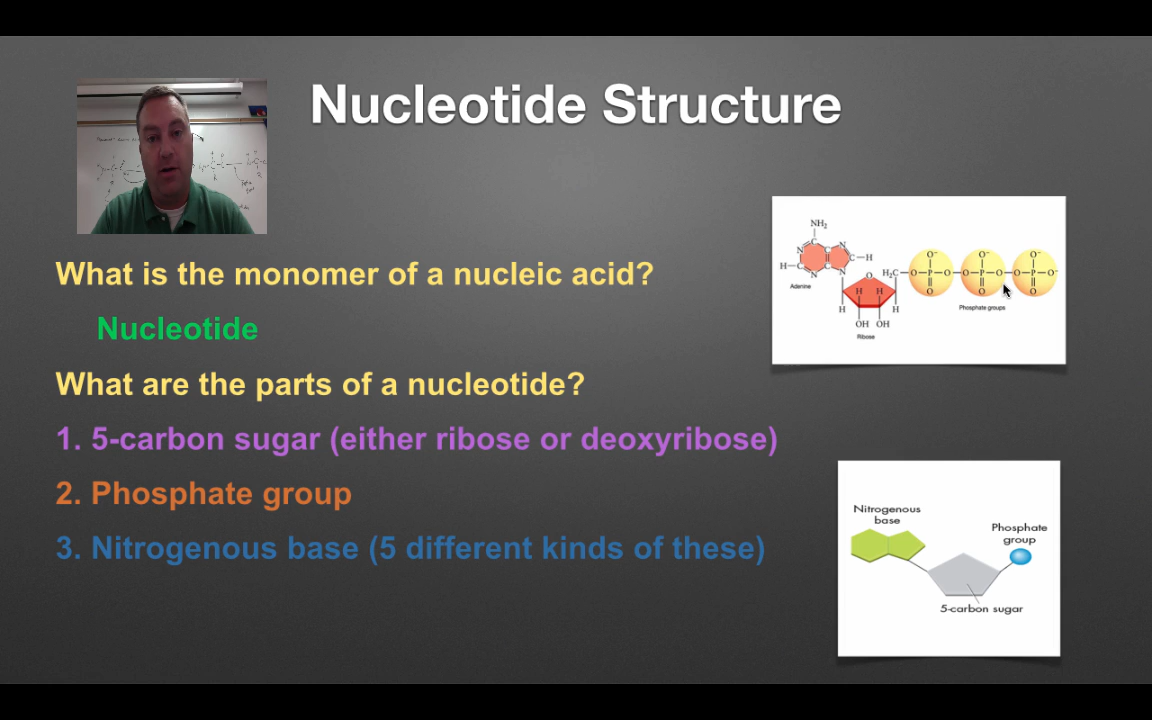 Nucleotide Structure
What is the monomer of a nucleic acid?
Nucleotide
What are the parts of a nucleotide?
1. 5-carbon sugar (either ribose or deoxyribose)
2. Phosphate group
3. Nitrogenous base (5 different kinds of these)
NH₂
N
C
C
N
C
H
H
C
C
N
N
Adenine
O
H₂C
O
P
O
O
P
O
O
P
O⁻
O⁻
O⁻
O⁻
O
O
O
H
H
H
H
OH OH
Ribose
Phosphate groups
Nitrogenous
base
Phosphate
group
5-carbon sugar